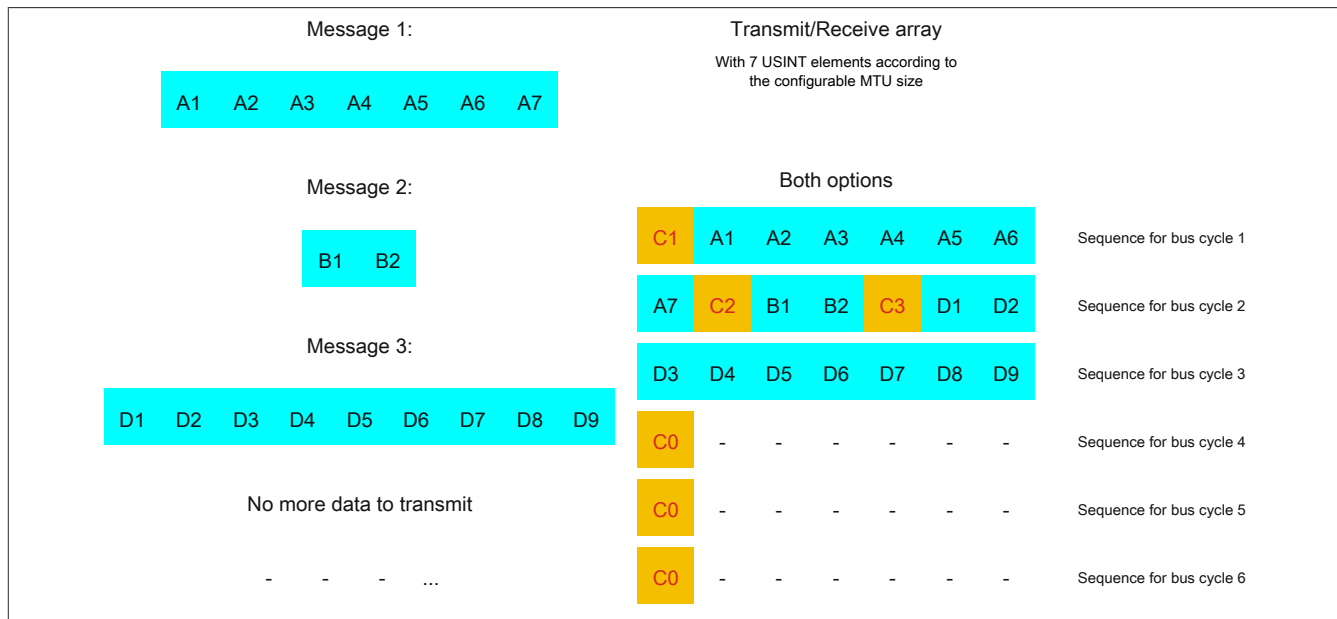 Message 1:
A1 A2 A3 A4 A5 A6 A7
Message 2:
B1 B2
Message 3:
D1 D2 D3 D4 D5 D6 D7 D8 D9
No more data to transmit
- - - ...
Transmit/Receive array
With 7 USINT elements according to
the configurable MTU size
Both options
C1 A1 A2 A3 A4 A5 A6 Sequence for bus cycle 1
A7 C2 B1 B2 C3 D1 D2 Sequence for bus cycle 2
D3 D4 D5 D6 D7 D8 D9 Sequence for bus cycle 3
C0 - - - - - - Sequence for bus cycle 4
C0 - - - - - - Sequence for bus cycle 5
C0 - - - - - - Sequence for bus cycle 6